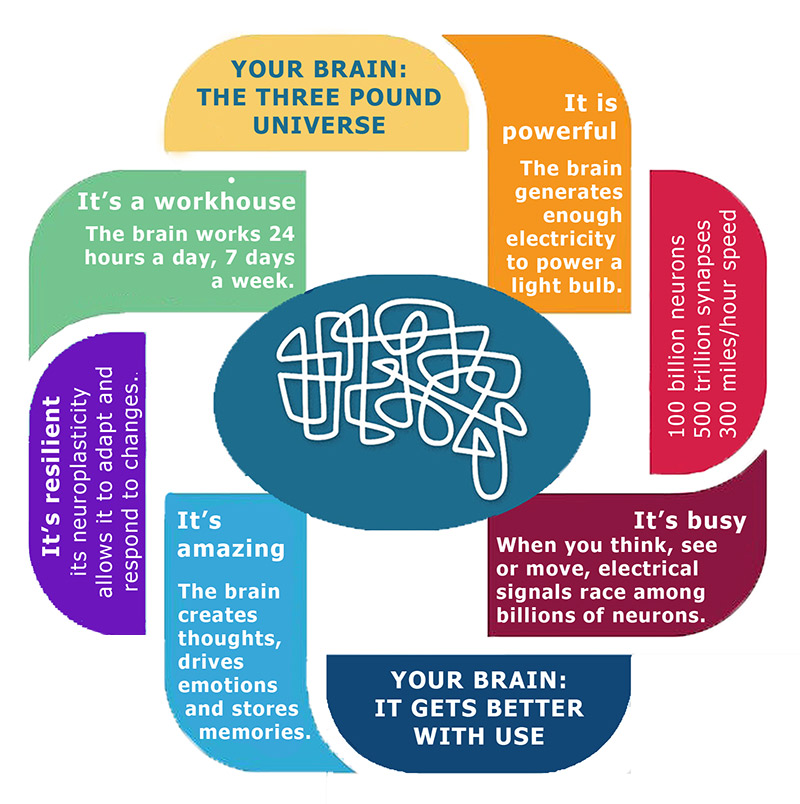 YOUR BRAIN:
THE THREE POUND
UNIVERSE
It is
powerful
The brain
generates
enough
electricity
to power a
light bulb.
100 billion neurons
500 trillion synapses
300 miles/hour speed
It's busy
When you think, see
or move, electrical
signals race among
billions of neurons.
YOUR BRAIN:
IT GETS BETTER
WITH USE
It's
amazing
The brain
creates
thoughts,
drives
emotions
and stores
memories.
It's resilient
its neuroplasticity
allows it to adapt and
respond to changes..
It's a workhouse
The brain works 24
hours a day, 7 days
a week.